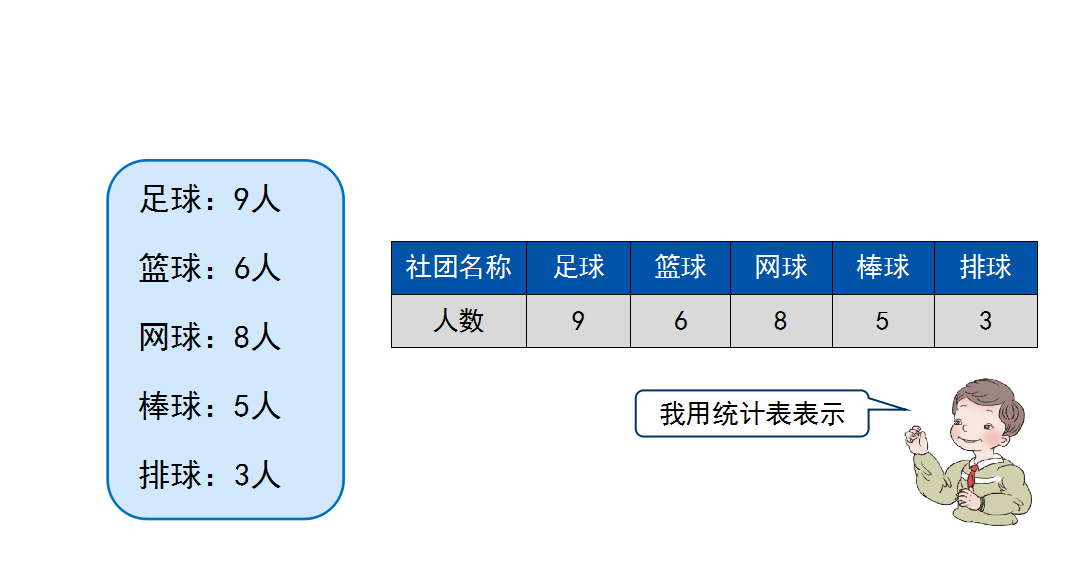 足球：9人
篮球：6人
网球：8人
棒球：5人
排球：3人
社团名称 足球 篮球 网球 棒球 排球
人数 9 6 8 5 3
我用统计表表示